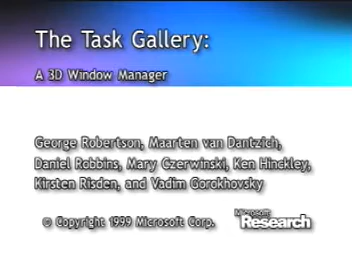 The Task Gallery:
A 3D Window Manager
George Robertson, Maarten van Dantzich,
Daniel Robbins, Mary Czerwinski, Ken Hinckley,
Kirsten Risden, and Vadim Gorokhovsky
© Copyright 1999 Microsoft Corp.
Microsoft
Research